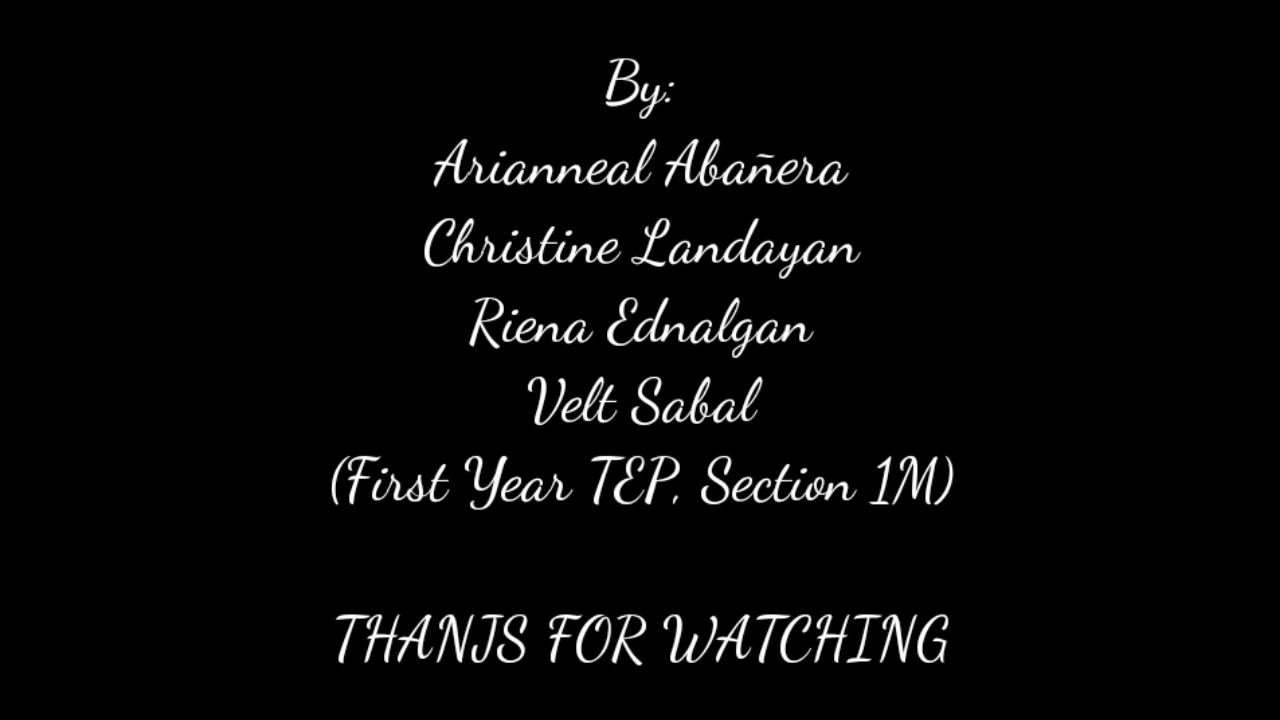 By:
Arianneal Abañera
Christine Landayan
Riena Ednalgan
Velt Sabal
(First Year TEP, Section 1M)
THANJS FOR WATCHING